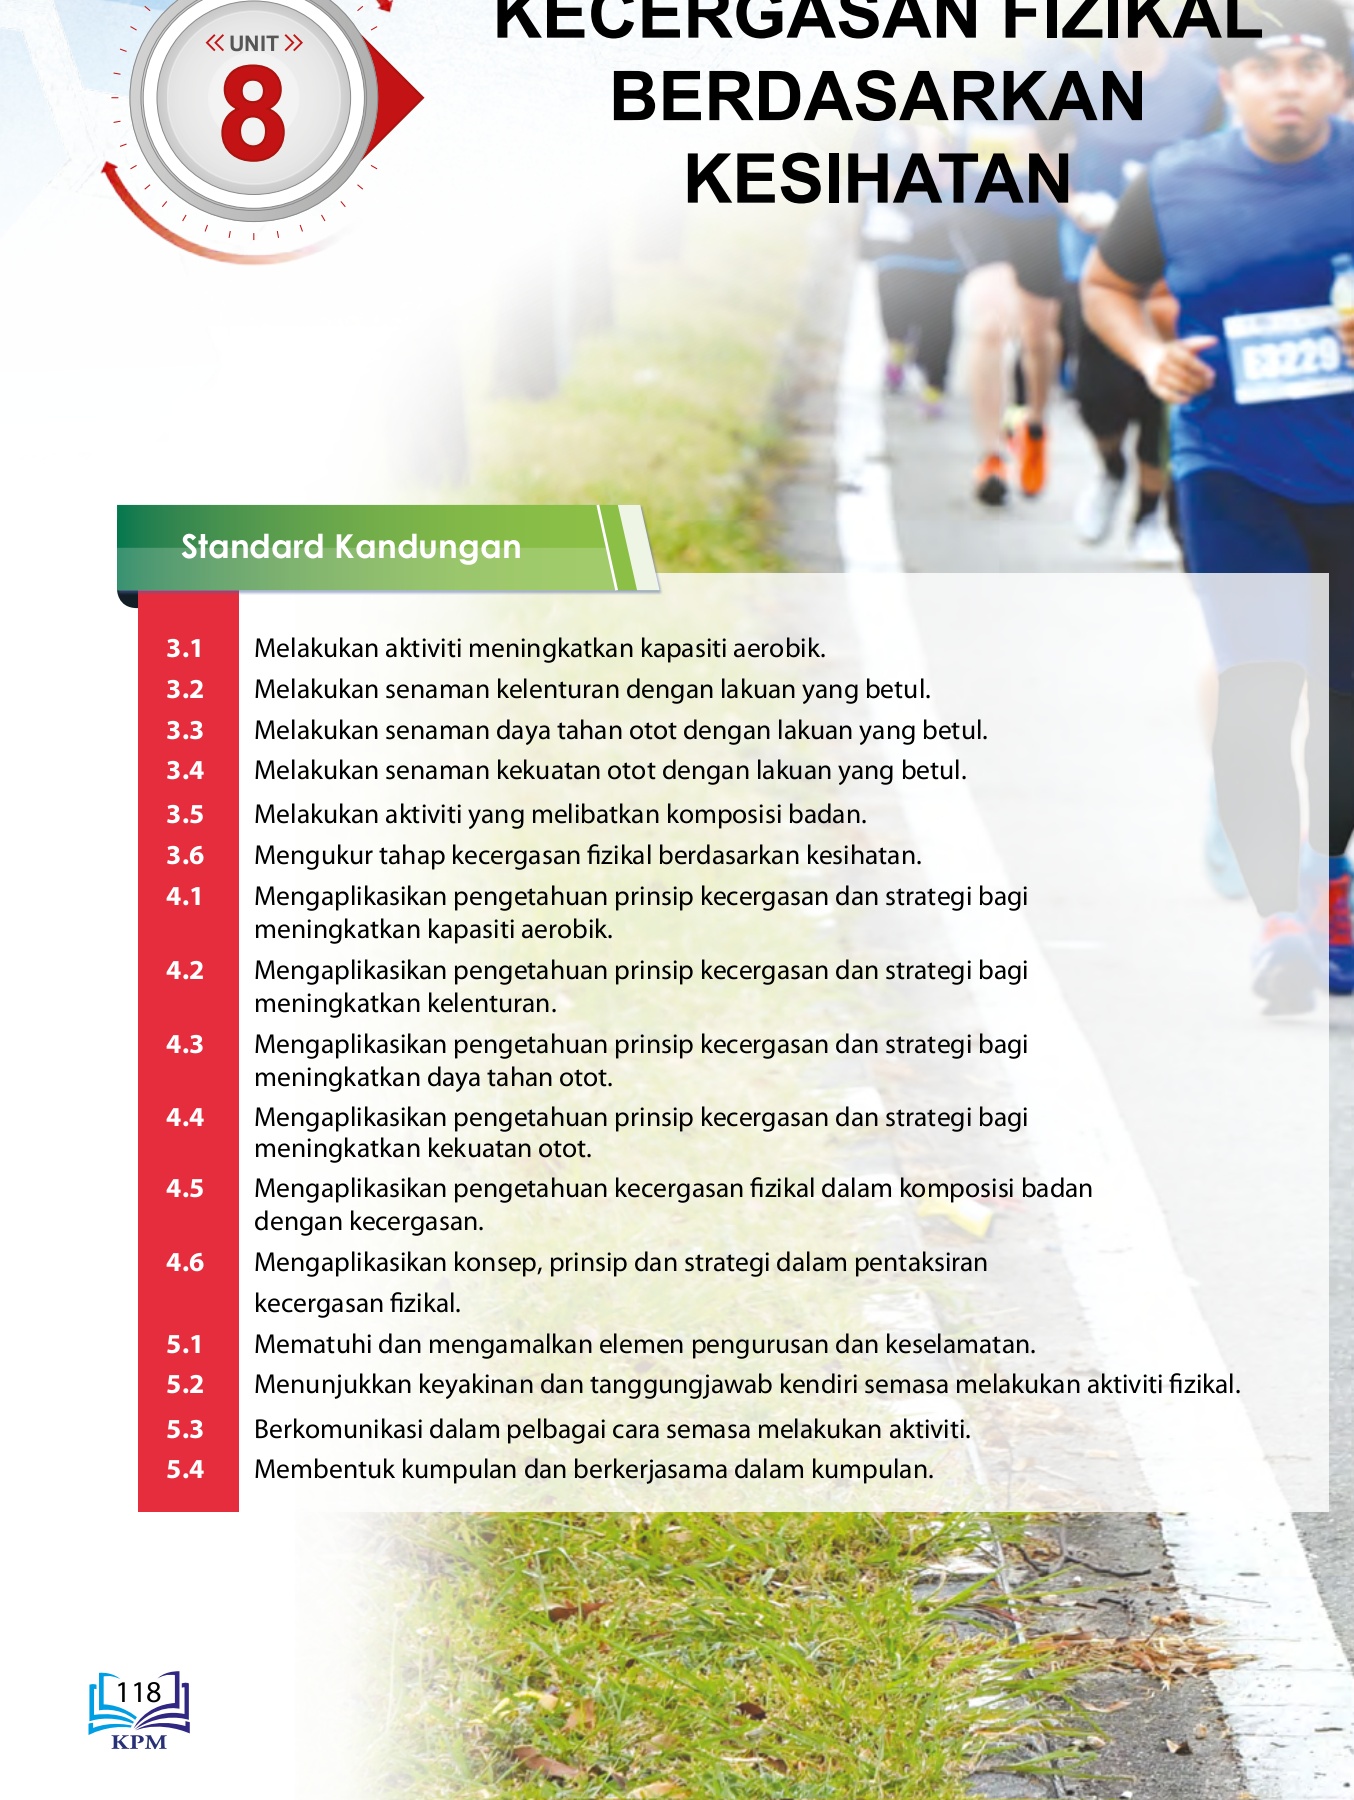 UNIT
8
KECERGASAN FIZIKAL
BERDASARKAN
KESIHATAN
E3229
Standard Kandungan
3.1 Melakukan aktiviti meningkatkan kapasiti aerobik.
3.2 Melakukan senaman kelenturan dengan lakuan yang betul.
3.3 Melakukan senaman daya tahan otot dengan lakuan yang betul.
3.4 Melakukan senaman kekuatan otot dengan lakuan yang betul.
3.5 Melakukan aktiviti yang melibatkan komposisi badan.
3.6 Mengukur tahap kecergasan fizikal berdasarkan kesihatan.
4.1 Mengaplikasikan pengetahuan prinsip kecergasan dan strategi bagi
meningkatkan kapasiti aerobik.
4.2 Mengaplikasikan pengetahuan prinsip kecergasan dan strategi bagi
meningkatkan kelenturan.
4.3 Mengaplikasikan pengetahuan prinsip kecergasan dan strategi bagi
meningkatkan daya tahan otot.
4.4 Mengaplikasikan pengetahuan prinsip kecergasan dan strategi bagi
meningkatkan kekuatan otot.
4.5 Mengaplikasikan pengetahuan kecergasan fizikal dalam komposisi badan
dengan kecergasan.
4.6 Mengaplikasikan konsep, prinsip dan strategi dalam pentaksiran
kecergasan fizikal.
5.1 Mematuhi dan mengamalkan elemen pengurusan dan keselamatan.
5.2 Menunjukkan keyakinan dan tanggungjawab kendiri semasa melakukan aktiviti fizikal.
5.3 Berkomunikasi dalam pelbagai cara semasa melakukan aktiviti.
5.4 Membentuk kumpulan dan berkerjasama dalam kumpulan.
118
KPM